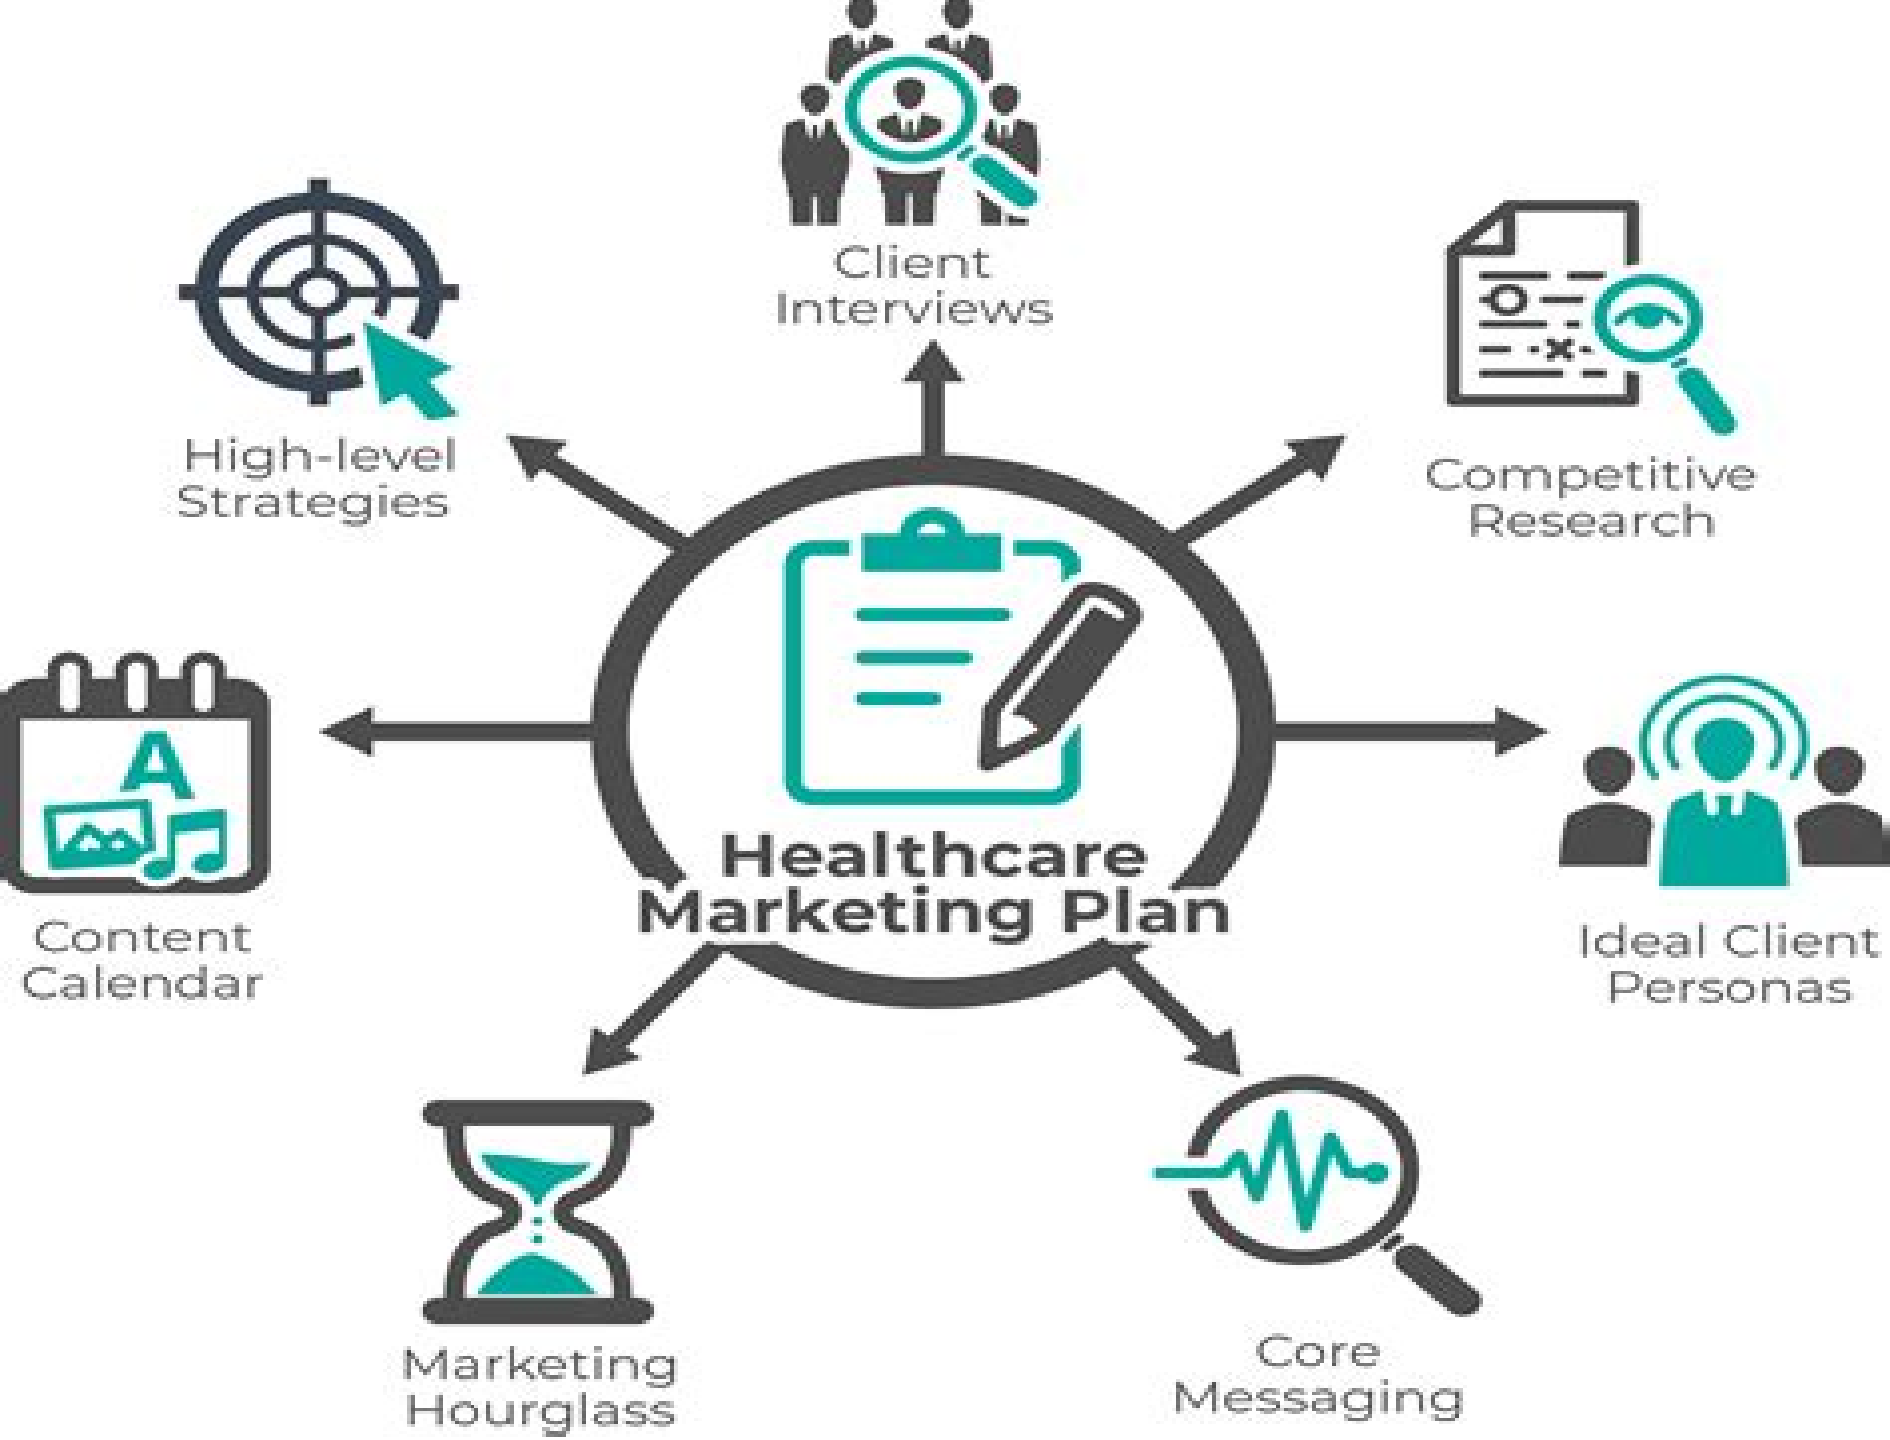 Client
Interviews
High-level
Strategies
Competitive
Research
A
Healthcare
Marketing Plan
Content
Calendar
Ideal Client
Personas
Marketing
Hourglass
Core
Messaging